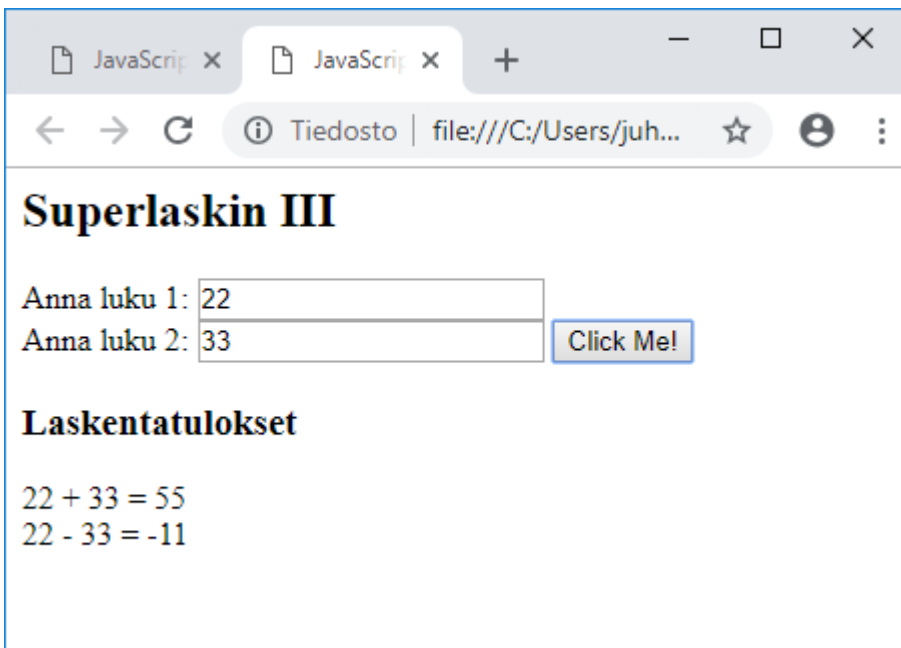 JavaScrip JavaScrip
Tiedosto file:///C:/Users/juh...
Superlaskin III
Anna luku 1: 22
Anna luku 2: 33 Click Me!
Laskentatulokset
22 + 33 = 55
22 - 33 = -11